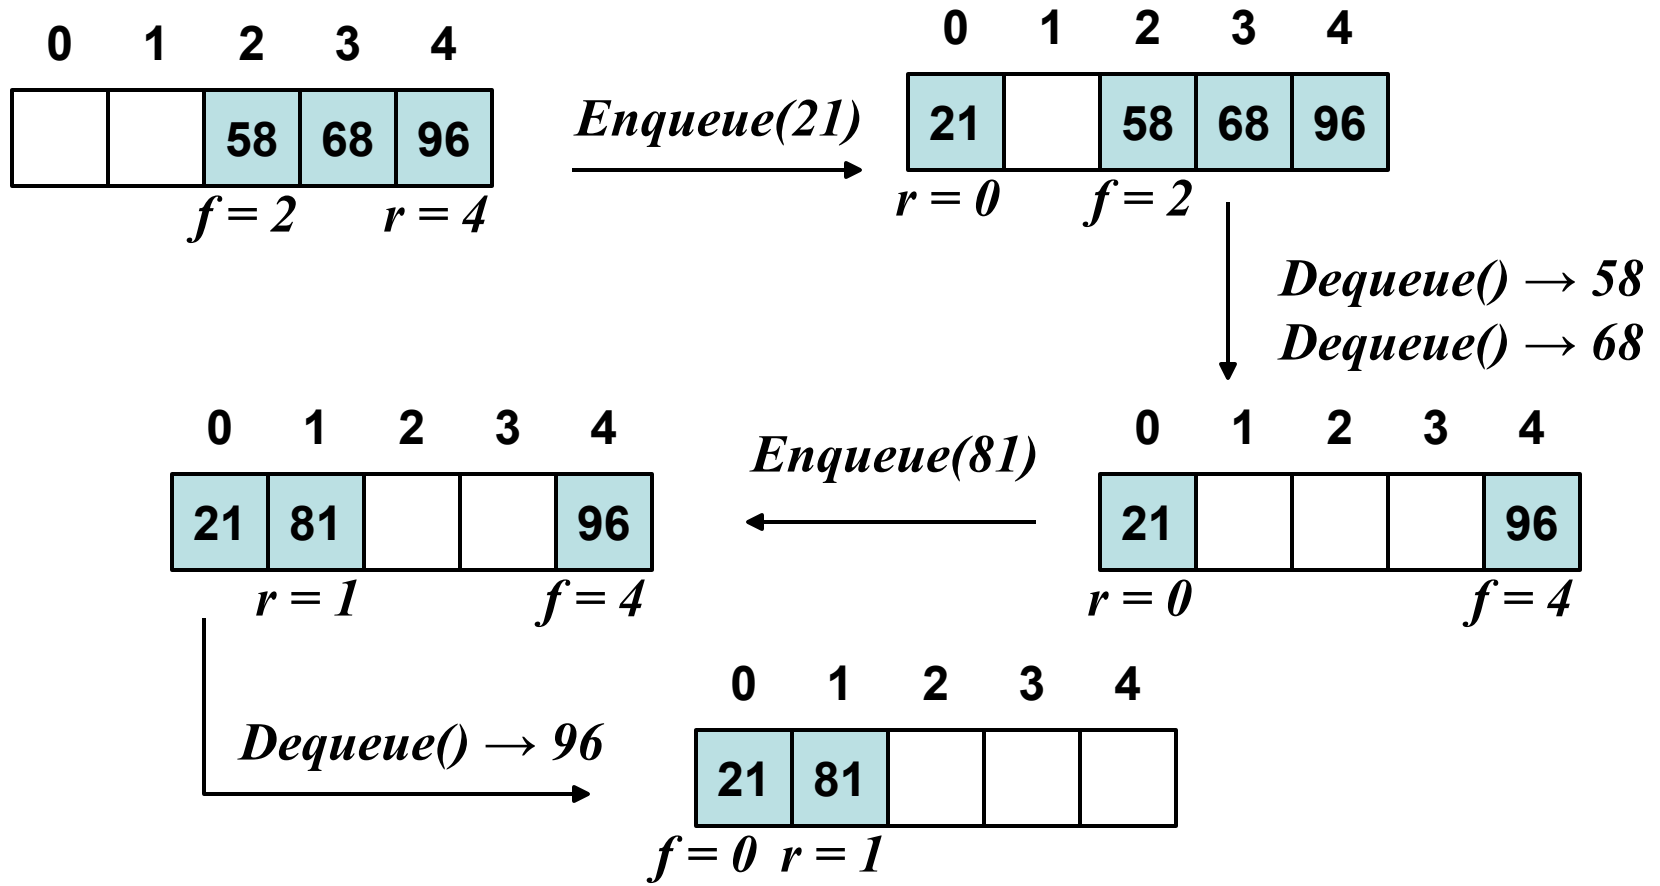 0 1 2 3 4
58 68 96
f = 2 r = 4
Enqueue(21)
0 1 2 3 4
21 58 68 96
r = 0 f = 2
Dequeue() → 58
Dequeue() → 68
0 1 2 3 4
21 96
r = 0 f = 4
Enqueue(81)
0 1 2 3 4
21 81 96
r = 1 f = 4
Dequeue() → 96
0 1 2 3 4
21 81
f = 0 r = 1